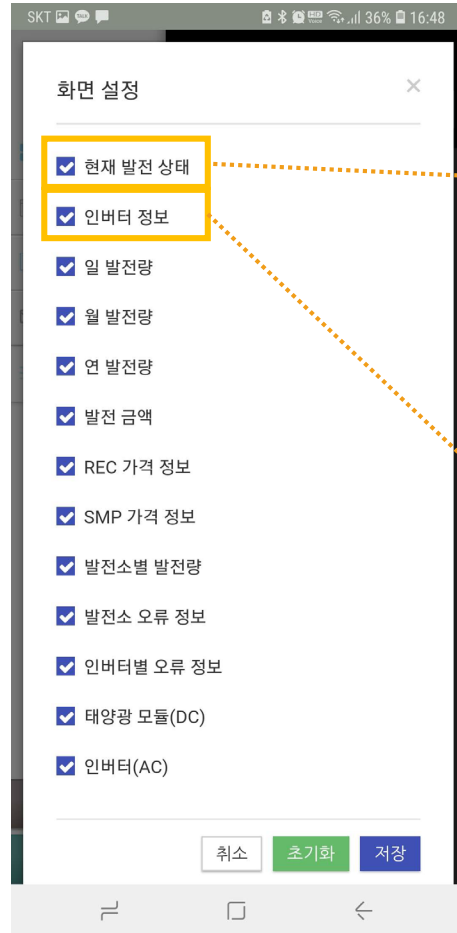 SKT 36% 16:48
화면 설정
현재 발전 상태
인버터 정보
일 발전량
월 발전량
연 발전량
발전 금액
REC 가격 정보
SMP 가격 정보
발전소별 발전량
발전소 오류 정보
인버터별 오류 정보
태양광 모듈(DC)
인버터(AC)
취소 초기화 저장